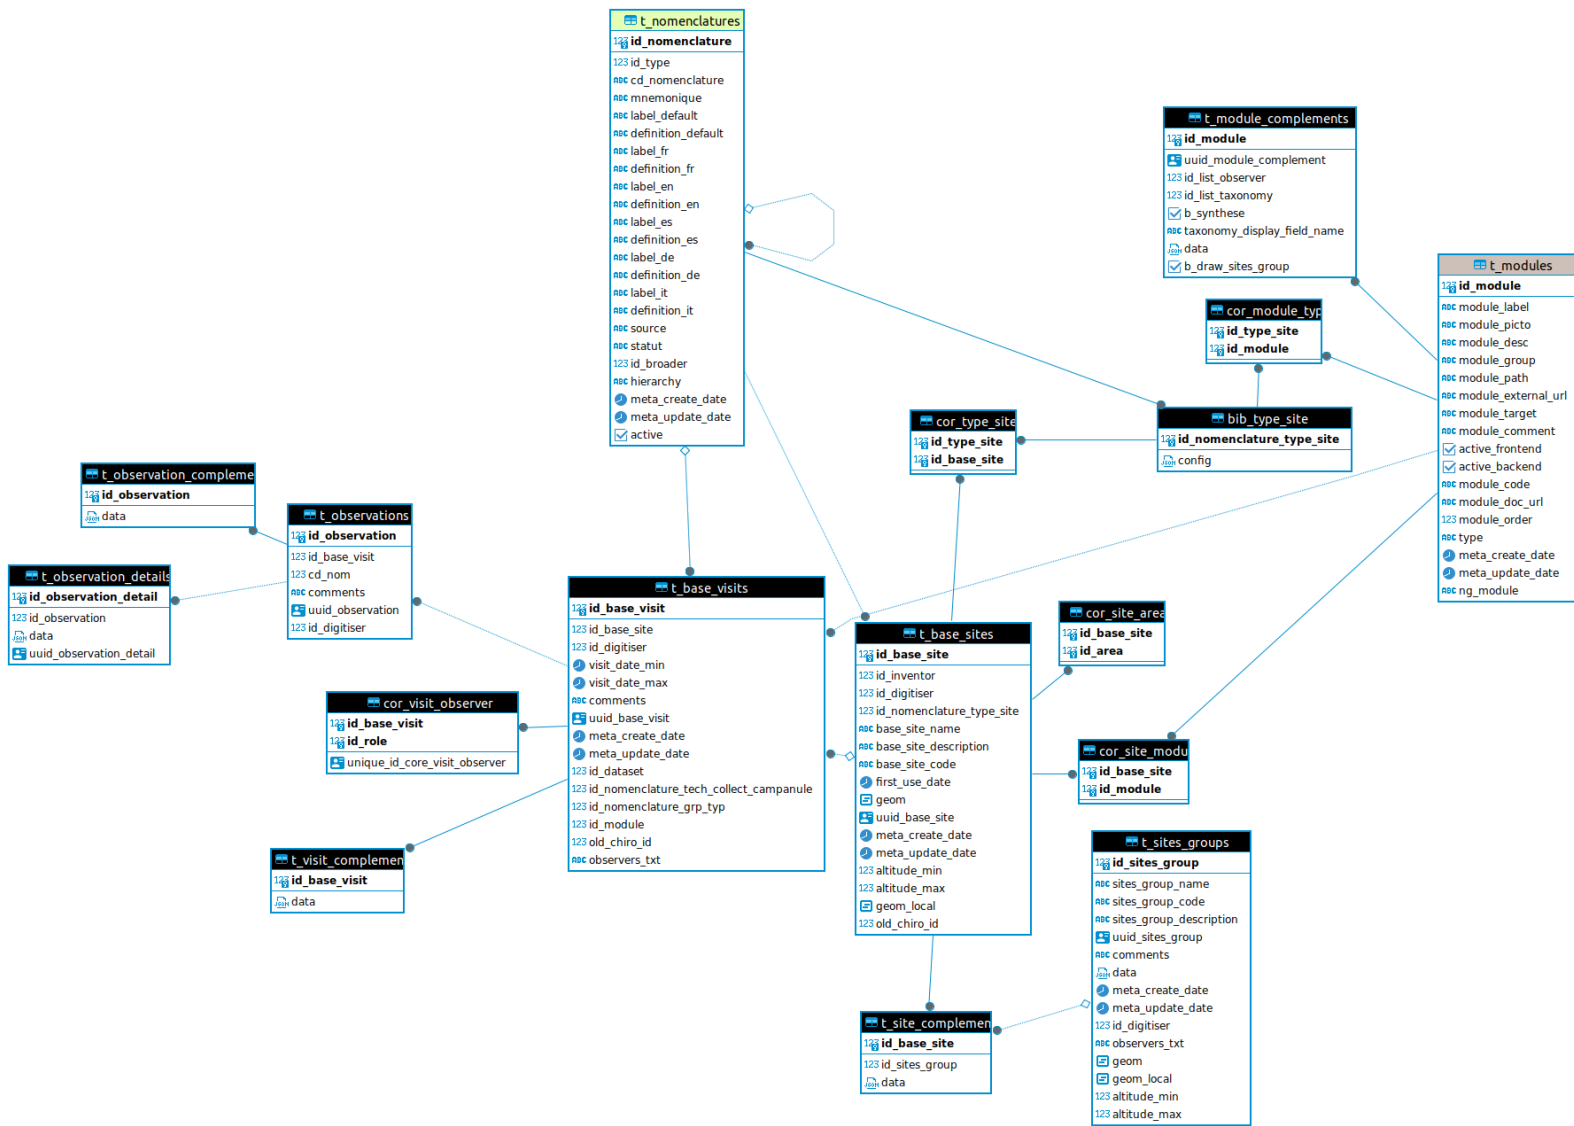 t_nomenclatures
id_nomenclature
id_type
cd_nomenclature
mnemonique
label_default
definition_default
label_fr
definition_fr
label_en
definition_en
label_es
definition_es
label_de
definition_de
label_it
definition_it
source
statut
id_broader
hierarchy
meta_create_date
meta_update_date
active
t_module_complements
id_module
uuid_module_complement
id_list_observer
id_list_taxonomy
b_synthese
taxonomy_display_field_name
data
b_draw_sites_group
t_modules
id_module
module_label
module_picto
module_desc
module_group
module_path
module_external_url
module_target
module_comment
active_frontend
active_backend
module_code
module_doc_url
module_order
type
meta_create_date
meta_update_date
ng_module
cor_module_typ
id_type_site
id_module
bib_type_site
id_nomenclature_type_site
config
cor_type_site
id_type_site
id_base_site
t_observation_compleme
id_observation
data
t_observations
id_observation
id_base_visit
cd_nom
comments
uuid_observation
id_digitiser
t_observation_details
id_observation_detail
id_observation
data
uuid_observation_detail
t_base_visits
id_base_visit
id_base_site
id_digitiser
visit_date_min
visit_date_max
comments
uuid_base_visit
meta_create_date
meta_update_date
id_dataset
id_nomenclature_tech_collect_campanule
id_nomenclature_grp_typ
id_module
old_chiro_id
observers_txt
t_base_sites
id_base_site
id_inventor
id_digitiser
id_nomenclature_type_site
base_site_name
base_site_description
base_site_code
first_use_date
geom
uuid_base_site
meta_create_date
meta_update_date
altitude_min
altitude_max
geom_local
old_chiro_id
cor_site_area
id_base_site
id_area
cor_visit_observer
id_base_visit
id_role
unique_id_core_visit_observer
cor_site_modu
id_base_site
id_module
t_visit_complemen
id_base_visit
data
t_sites_groups
id_sites_group
sites_group_name
sites_group_code
sites_group_description
uuid_sites_group
comments
data
meta_create_date
meta_update_date
id_digitiser
observers_txt
geom
geom_local
altitude_min
altitude_max
t_site_complemen
id_base_site
id_sites_group
data